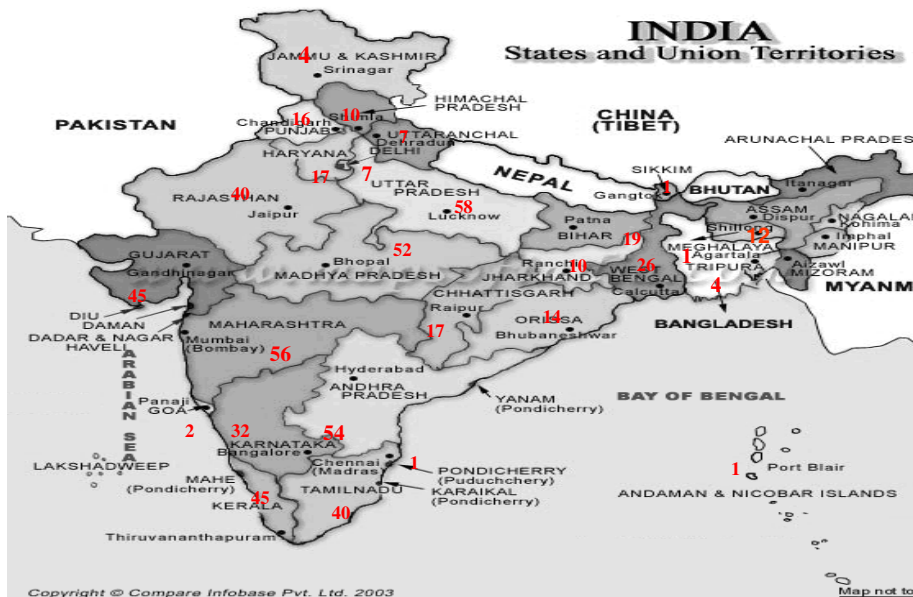 INDIA
States and Union Territories
4
JAMMU & KASHMIR
Srinagar
HIMACHAL
PRADESH
CHINA
(TIBET)
PAKISTAN
16
10
Shimla
Chandigarh
PUNJAB
7
UTTARANCHAL
Dehradun
DELHI
ARUNACHAL PRADES
HARYANA
17
7
NEPAL
SIKKIM
1
Gangto
BHUTAN
Itanagar
40
RAJASTHAN
Jaipur
UTTAR
PRADESH
58
Lucknow
ASSAM
Dispur
NAGALAN
Kohima
Patna
BIHAR
19
Shillong
12
Imphal
MANIPUR
52
Bhopal
MADHYA PRADESH
GUJARAT
Gandhinagar
45
Ranchi
10
JHARKHAND
26
WEST
BENGAL
Calcutta
1
MEGHALAYA
Agartala
TRIPURA
4
Aizawl
MIZORAM
MYANM
BANGLADESH
DIU
DAMAN
DADAR & NAGAR
HAVELI
CHHATTISGARH
Raipur
17
14
ORISSA
Bhubaneshwar
MAHARASHTRA
Mumbai
(Bombay)
56
ARABIAN SEA
Hyderabad
ANDHRA
PRADESH
YANAM
(Pondicherry)
BAY OF BENGAL
Panaji
GOA
2
32
KARNATAKA
Bangalore
54
LAKSHADWEEP
MAHE
(Pondicherry)
Chennai
(Madras)
1
PONDICHERRY
(Puduchchery)
KARAIKAL
(Pondicherry)
1
Port Blair
ANDAMAN & NICOBAR ISLANDS
45
KERALA
TAMILNADU
40
Thiruvananthapuram
Copyright © Compare Infobase Pvt. Ltd. 2003
Map not to